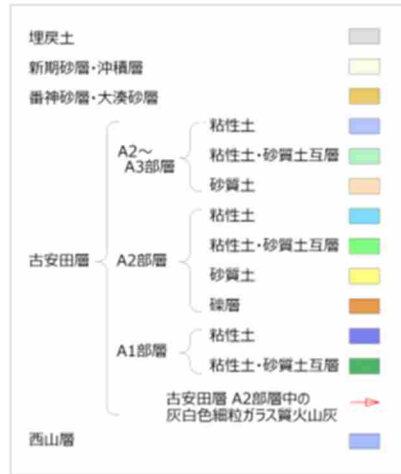 埋戻土
新期砂層・沖積層
番神砂層・大湊砂層
古安田層
A2～
A3部層
粘性土
粘性土・砂質土互層
砂質土
A2部層
粘性土
粘性土・砂質土互層
砂質土
礫層
A1部層
粘性土
粘性土・砂質土互層
古安田層 A2部層中の
灰白色細粒ガラス質火山灰
西山層